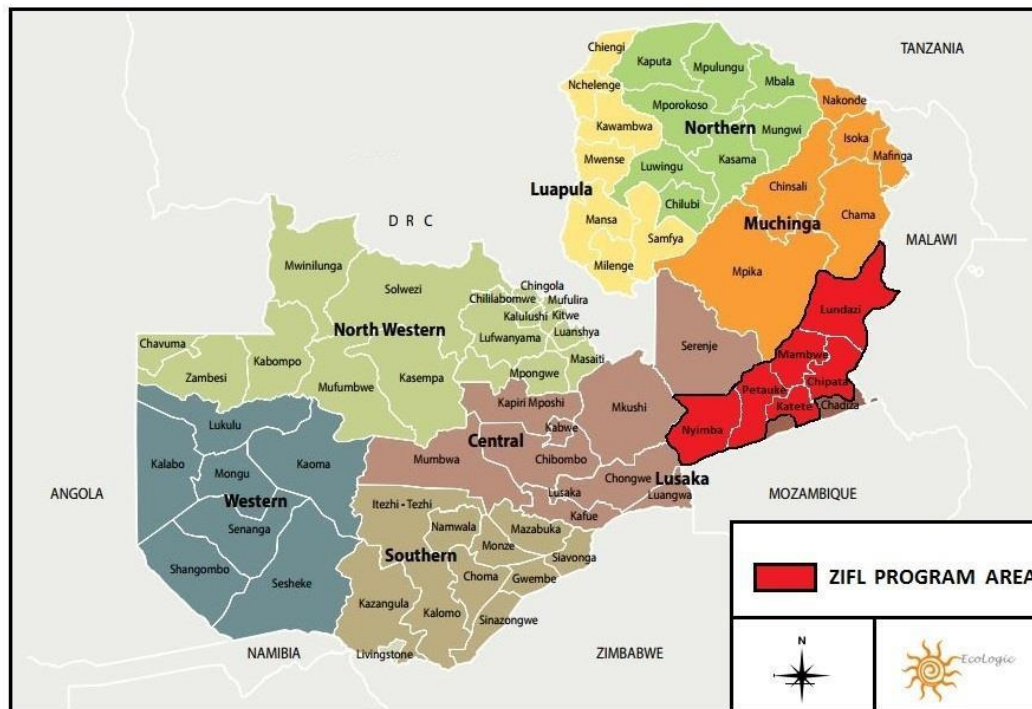 TANZANIA
Chiengi
Kaputa
Mpulungu
Mbala
Nchelenge
Mporokoso
Nakonde
Kawambwa
Northern
Mungwi
Isoka
Mwense
Luwingu
Kasama
Mafinga
Luapula
Chinsali
Chilubi
Mansa
Muchinga
Chama
D R C
Samfya
MALAWI
Milenge
Mpika
Mwinilunga
Solwezi
Chingola
Chililabomwe
Mufulira
Kalulushi
Kitwe
Lundazi
North Western
Lufwanyama
Luanshya
Serenje
Mambwe
Chavuma
Kabompo
Masaiti
Zambesi
Mufumbwe
Kasempa
Mpongwe
Petauke
Chipata
Katete
Chadiza
Kapiri Mposhi
Mkushi
Lukulu
Kabwe
Nyimba
Central
Kalabo
Mongu
Kaoma
Mumbwa
Chibombo
Chongwe
Lusaka
ANGOLA
Western
Itezhi - Tezhi
Lusaka
Luangwa
MOZAMBIQUE
Senanga
Namwala
Mazabuka
Kafue
Southern
Monze
Siavonga
Shangombo
Sesheke
Choma
Gwembe
Kazangula
Kalomo
Sinazongwe
NAMIBIA
Livingstone
ZIMBABWE
ZIFL PROGRAM AREA
N
EcoLogic